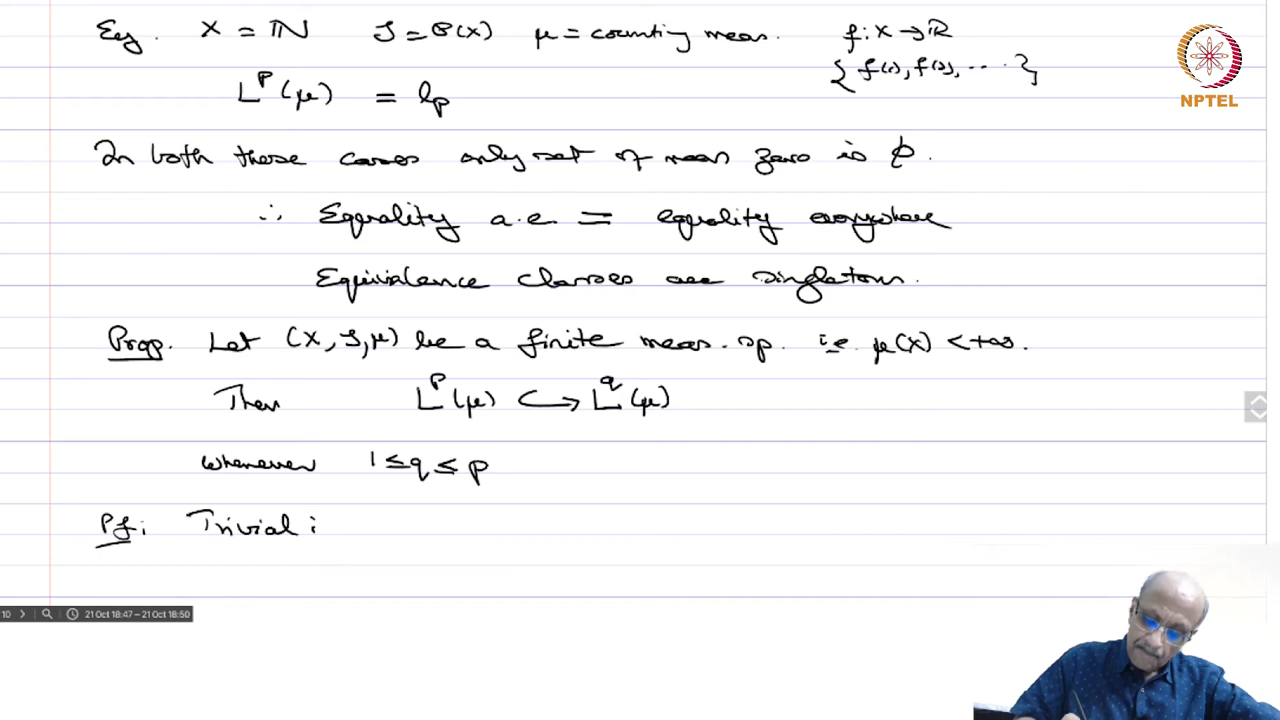 Eg. X = ℕ S = P(X) μ = counting meas. f: X → ℝ
{f(1), f(2), ....}
L^p(μ) = l_p
In both these cases only set of meas zero is φ.
∴ Equality a.e. = equality everywhere
Equivalence classes are singletons.
Prop. Let (X, S, μ) be a finite meas. sp. i.e. μ(X) < +∞.
Then L^p(μ) ↪ L^q(μ)
whenever 1 ≤ q ≤ p
Pf: Trivial:
NPTEL
10 21 Oct 18:47 – 21 Oct 18:50